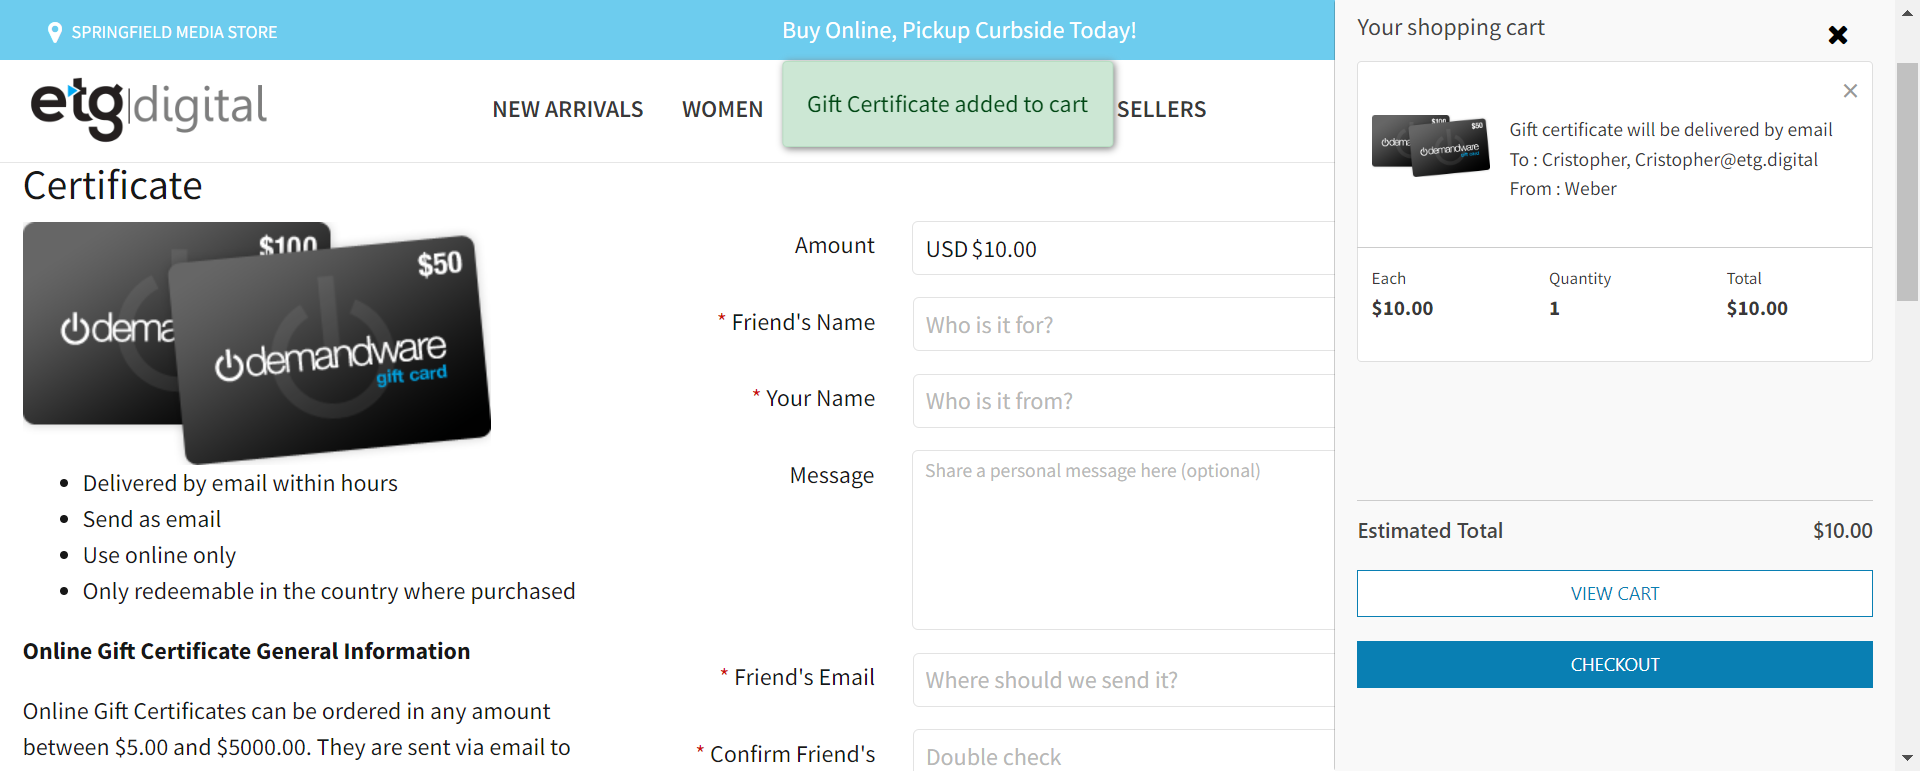 SPRINGFIELD MEDIA STORE
Buy Online, Pickup Curbside Today!
etg|digital
NEW ARRIVALS
WOMEN
Gift Certificate added to cart
SELLERS
Certificate
$100
$50
dema
demandware
gift card
Delivered by email within hours
Send as email
Use online only
Only redeemable in the country where purchased
Online Gift Certificate General Information
Online Gift Certificates can be ordered in any amount
between $5.00 and $5000.00. They are sent via email to
Amount
USD $10.00
* Friend's Name
Who is it for?
* Your Name
Who is it from?
Message
Share a personal message here (optional)
* Friend's Email
Where should we send it?
* Confirm Friend's
Double check
Your shopping cart
$100
$50
dema
demandware
gift card
Gift certificate will be delivered by email
To : Cristopher, Cristopher@etg.digital
From : Weber
Each
Quantity
Total
$10.00
1
$10.00
Estimated Total
$10.00
VIEW CART
CHECKOUT